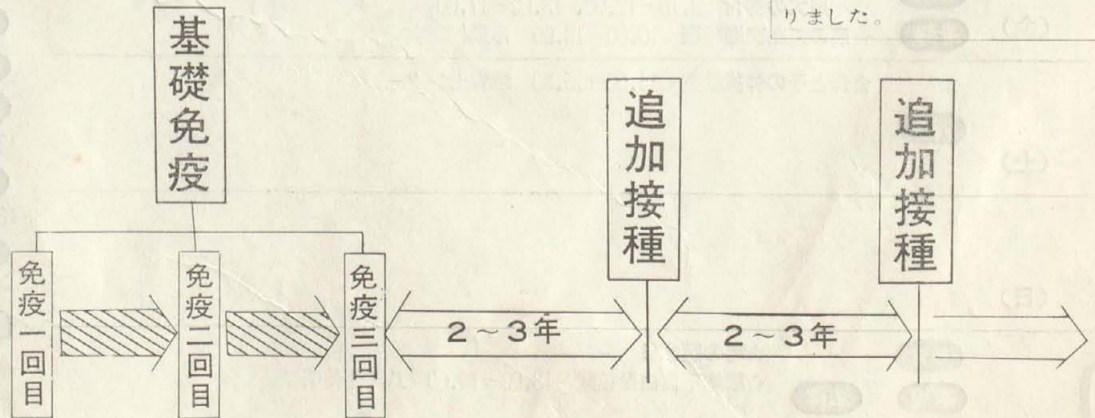 りました。
基礎免疫
免疫一回目
免疫二回目
免疫三回目
2～3年
追加接種
2～3年
追加接種